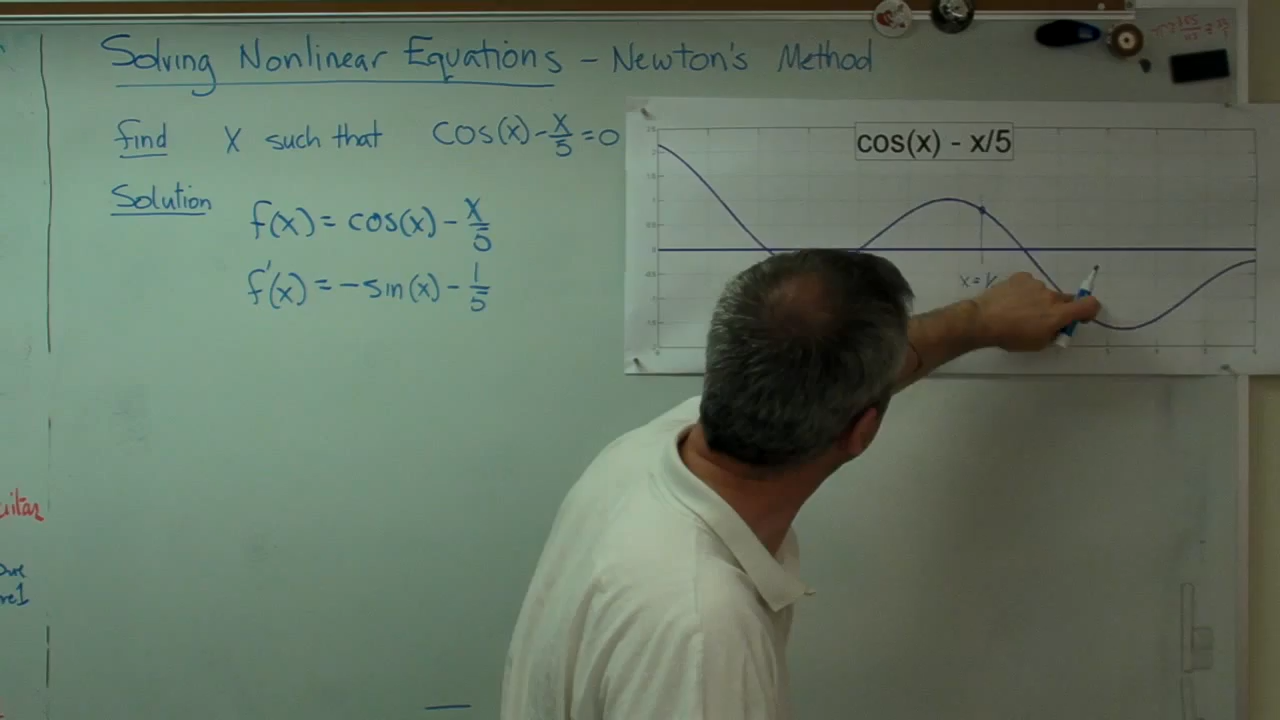 Solving Nonlinear Equations – Newton's Method
find x such that cos(x) - x/5 = 0
cos(x) - x/5
Solution
f(x) = cos(x) - x/5
f'(x) = -sin(x) - 1/5
x=